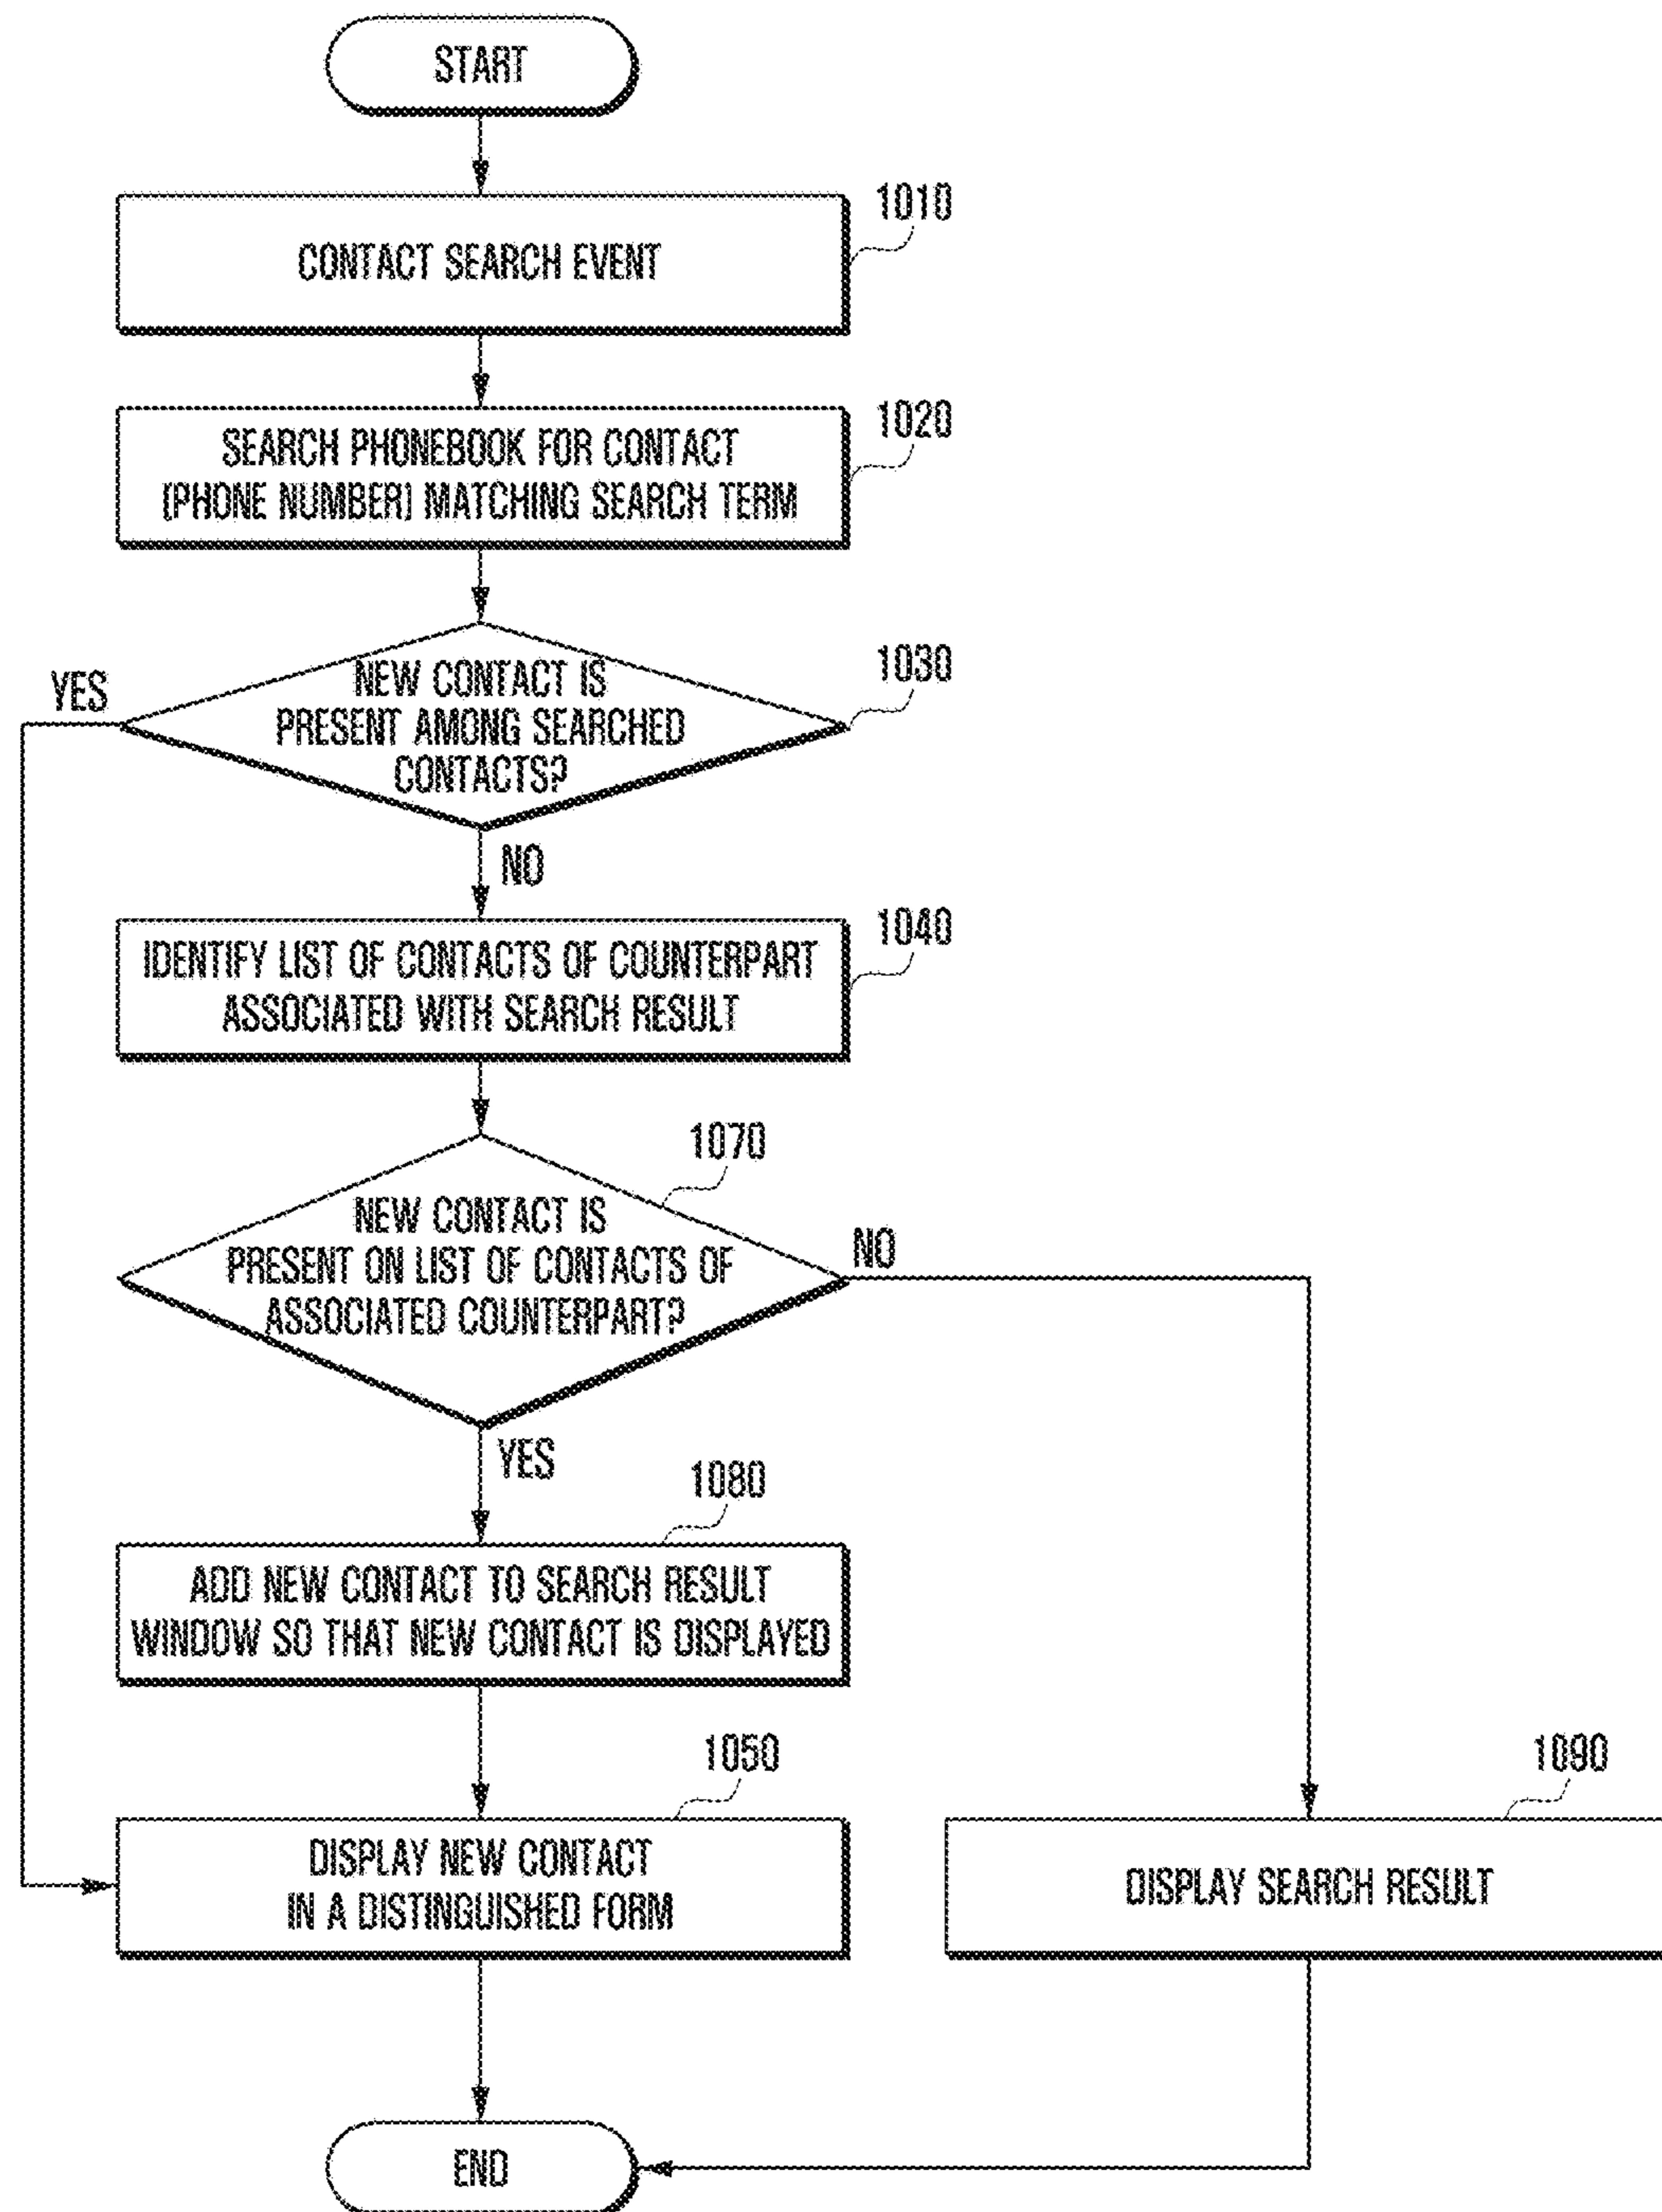 START
1010
CONTACT SEARCH EVENT
1020
SEARCH PHONEBOOK FOR CONTACT
(PHONE NUMBER) MATCHING SEARCH TERM
1030
YES
NEW CONTACT IS
PRESENT AMONG SEARCHED
CONTACTS?
NO
1040
IDENTIFY LIST OF CONTACTS OF COUNTERPART
ASSOCIATED WITH SEARCH RESULT
1070
NEW CONTACT IS
PRESENT ON LIST OF CONTACTS OF
ASSOCIATED COUNTERPART?
NO
YES
1080
ADD NEW CONTACT TO SEARCH RESULT
WINDOW SO THAT NEW CONTACT IS DISPLAYED
1050
1090
DISPLAY NEW CONTACT
IN A DISTINGUISHED FORM
DISPLAY SEARCH RESULT
END